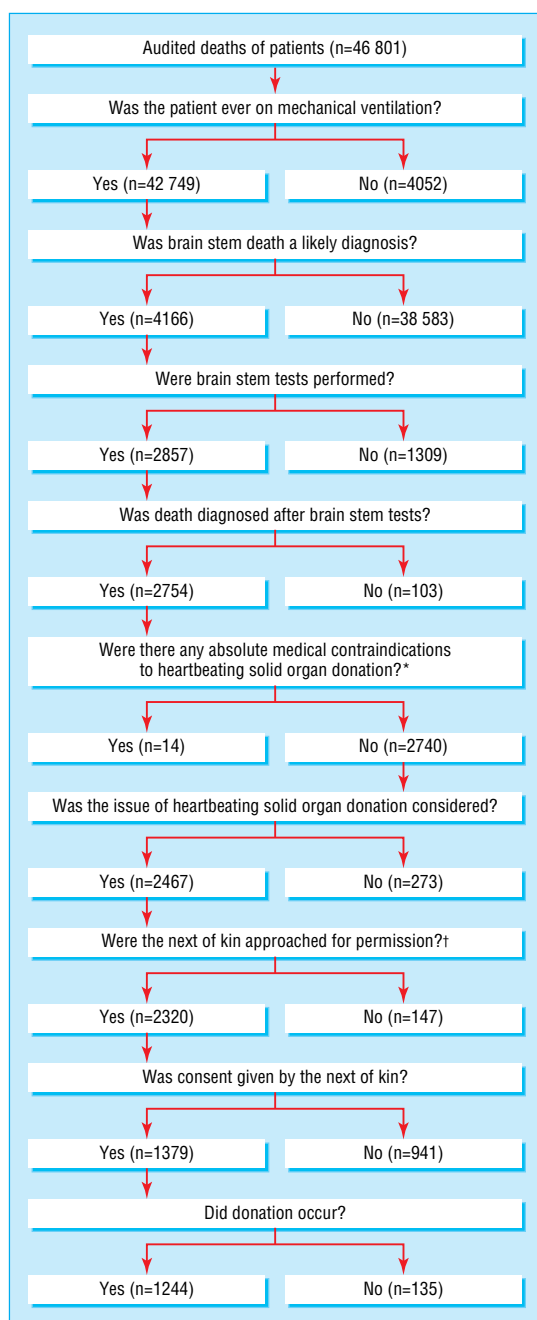 Audited deaths of patients (n=46 801)
Was the patient ever on mechanical ventilation?
Yes (n=42 749)
No (n=4052)
Was brain stem death a likely diagnosis?
Yes (n=4166)
No (n=38 583)
Were brain stem tests performed?
Yes (n=2857)
No (n=1309)
Was death diagnosed after brain stem tests?
Yes (n=2754)
No (n=103)
Were there any absolute medical contraindications
to heartbeating solid organ donation?*
Yes (n=14)
No (n=2740)
Was the issue of heartbeating solid organ donation considered?
Yes (n=2467)
No (n=273)
Were the next of kin approached for permission?†
Yes (n=2320)
No (n=147)
Was consent given by the next of kin?
Yes (n=1379)
No (n=941)
Did donation occur?
Yes (n=1244)
No (n=135)